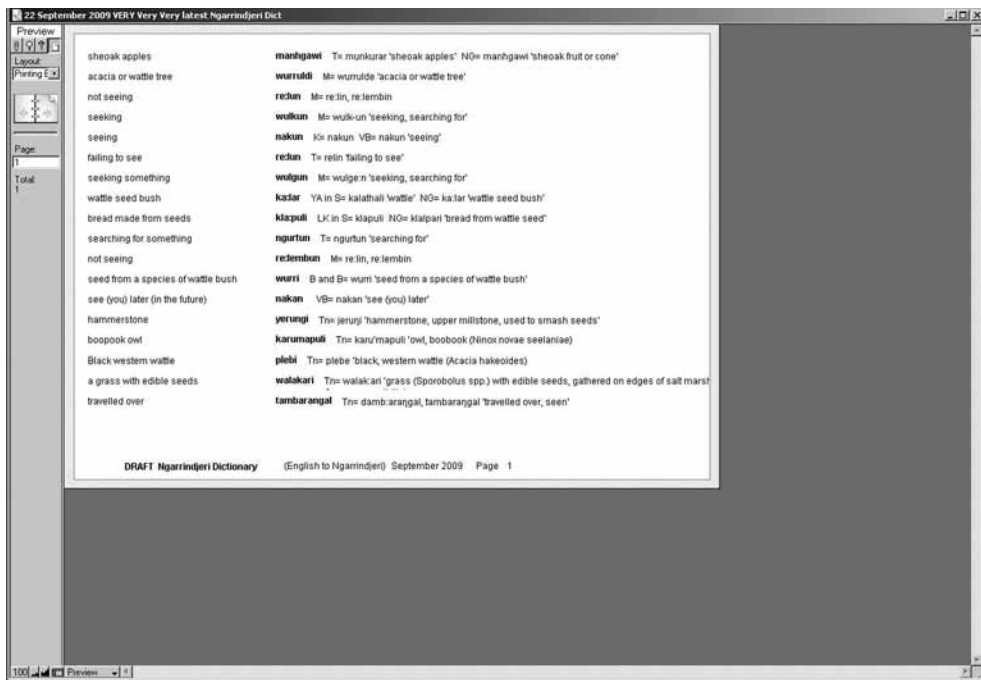 22 September 2009 VERY Very Very latest Ngarrindjeri Dict
Preview
Layout:
Printing E
Page:
1
Total:
1
sheoak apples manhgawi T= munkurar 'sheoak apples' NG= manhgawi 'sheoak fruit or cone'
acacia or wattle tree wurruldi M= wurrulde 'acacia or wattle tree'
not seeing re:lun M= re:lin, re:lembin
seeking wulkun M= wulk-un 'seeking, searching for'
seeing nakun K= nakun VB= nakun 'seeing'
failing to see re:lun T= relin 'failing to see'
seeking something wulgun M= wulge:n 'seeking, searching for'
wattle seed bush ka:lar YA in S= kalathali 'wattle' NG= ka:lar 'wattle seed bush'
bread made from seeds kla:puli LK in S= klapuli NG= klalpari 'bread from wattle seed'
searching for something ngurtun T= ngurtun 'searching for'
not seeing re:lembun M= re:lin, re:lembin
seed from a species of wattle bush wurri B and B= wurri 'seed from a species of wattle bush'
see (you) later (in the future) nakan VB= nakan 'see (you) later'
hammerstone yerungi Tn= jeruŋi 'hammerstone, upper millstone, used to smash seeds'
boopook owl karumapuli Tn= karu'mapuli 'owl, boobook (Ninox novae seelaniae)
Black western wattle plebi Tn= plebe 'black, western wattle (Acacia hakeoides)
a grass with edible seeds walakari Tn= walak:ari 'grass (Sporobolus spp.) with edible seeds, gathered on edges of salt marsh
travelled over tambarangal Tn= damb:araŋgal, tambaraŋgal 'travelled over, seen'
DRAFT Ngarrindjeri Dictionary (English to Ngarrindjeri) September 2009 Page 1
100 Preview